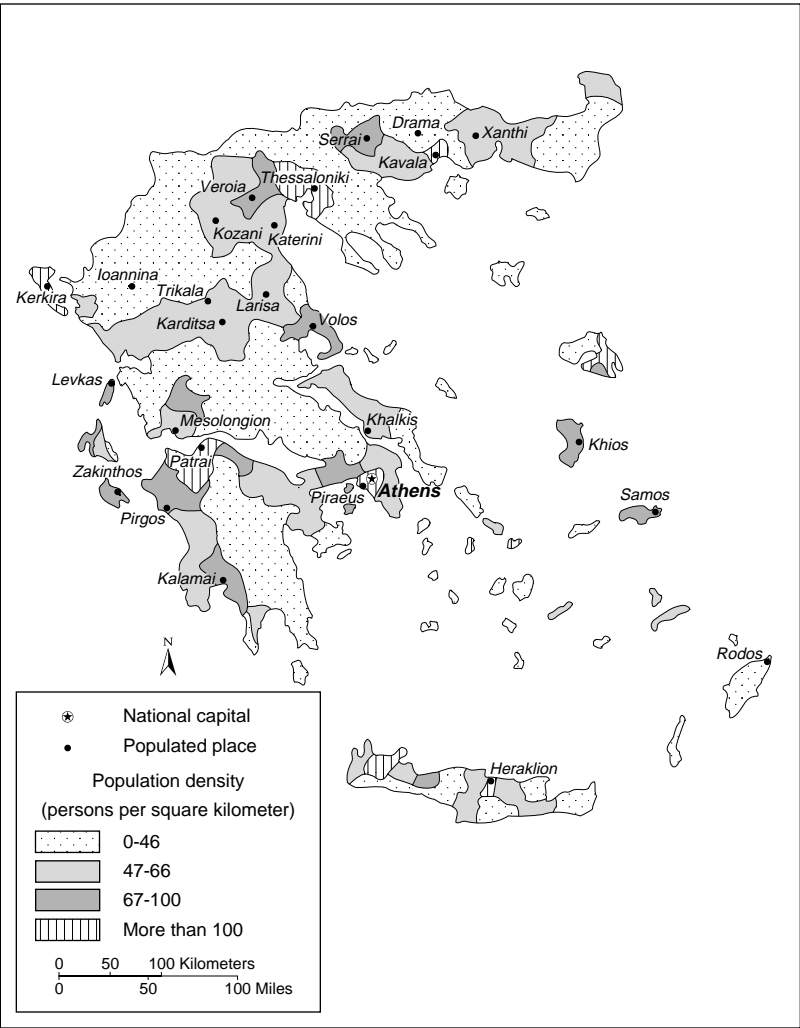 Drama
Xanthi
Serrai
Kavala
Thessaloniki
Veroia
Kozani
Katerini
Ioannina
Kerkira
Trikala
Larisa
Karditsa
Volos
Levkas
Mesolongion
Khalkis
Khios
Patrai
Zakinthos
Piraeus
Athens
Samos
Pirgos
Kalamai
N
Rodos
Heraklion
National capital
Populated place
Population density
(persons per square kilometer)
0-46
47-66
67-100
More than 100
0 50 100 Kilometers
0 50 100 Miles